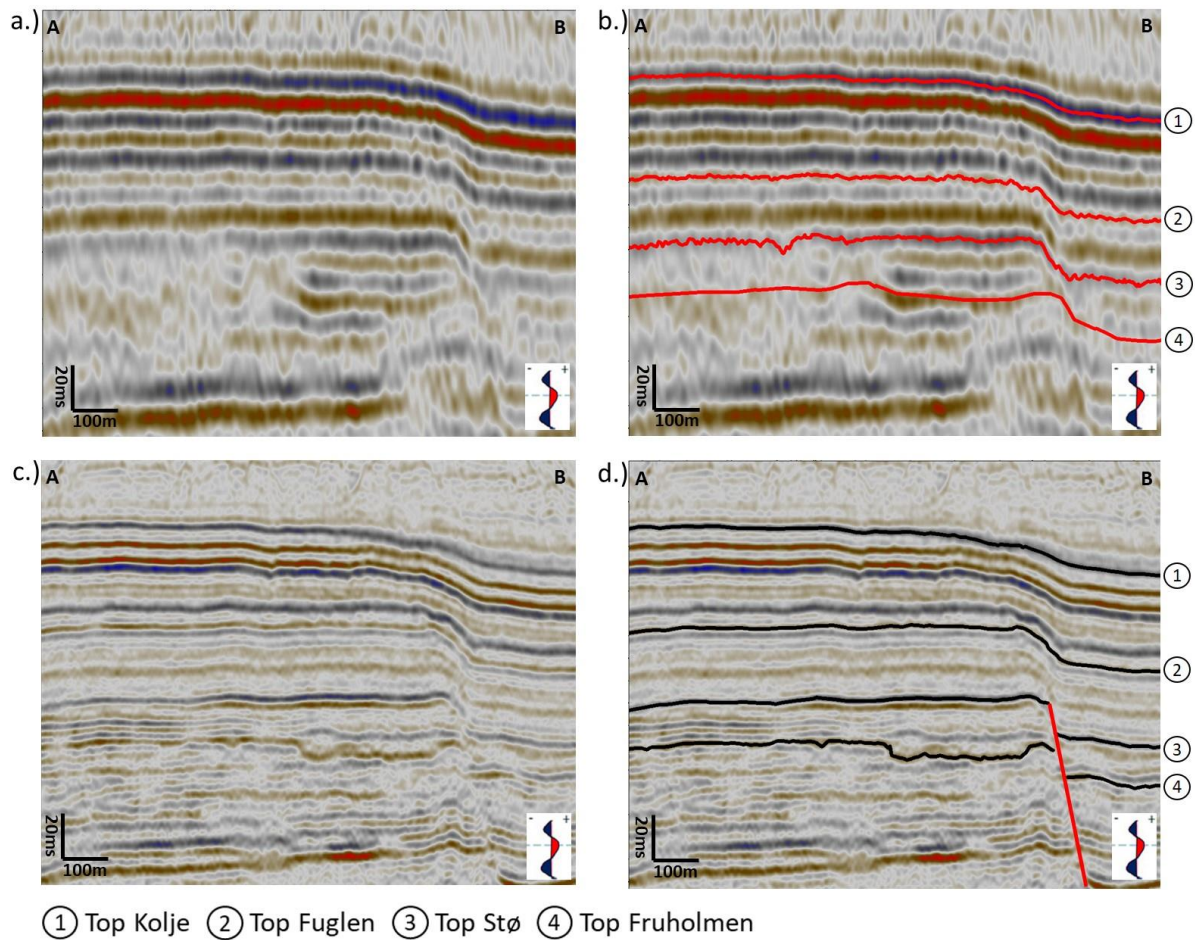 a.)
A
B
20ms
100m
- +
b.)
A
B
1
2
3
4
20ms
100m
- +
c.)
A
B
20ms
100m
- +
d.)
A
B
1
2
3
4
20ms
100m
- +
1 Top Kolje 2 Top Fuglen 3 Top Stø 4 Top Fruholmen